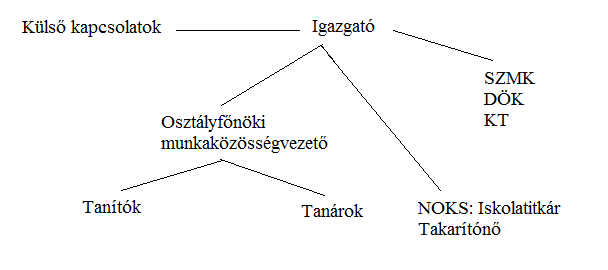 Külső kapcsolatok
Igazgató
SZMK
DÖK
KT
Osztályfőnöki
munkaközösségvezető
Tanítók
Tanárok
NOKS: Iskolatitkár
Takarítónő